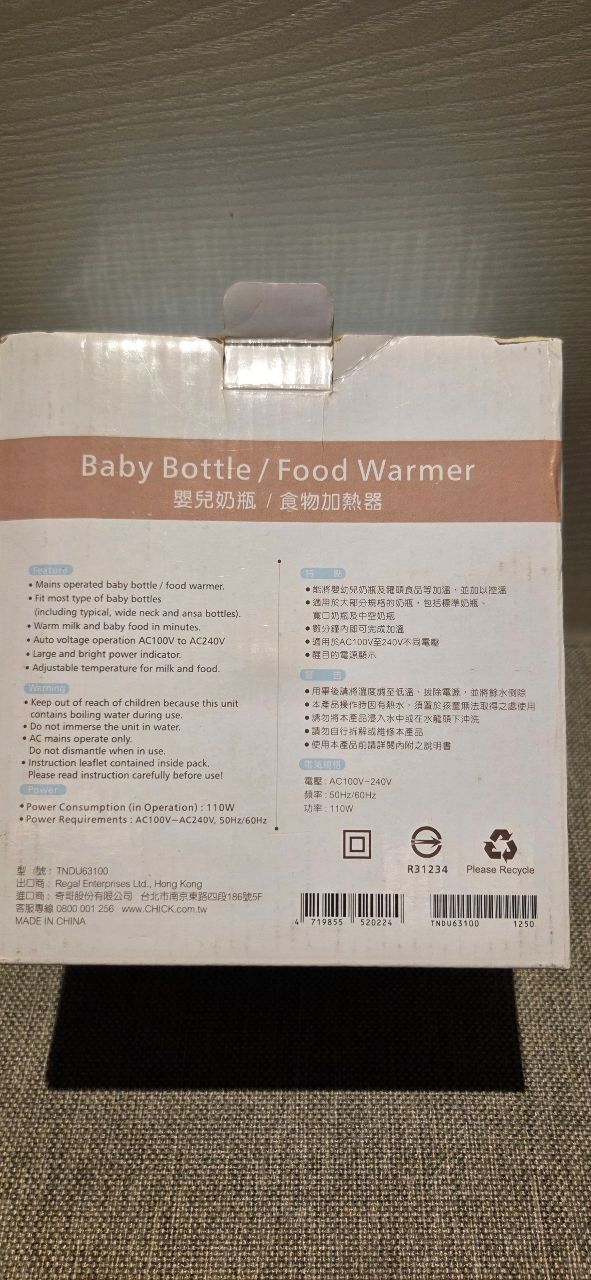 Baby Bottle / Food Warmer
嬰兒奶瓶 / 食物加熱器
Feature
• Mains operated baby bottle / food warmer.
• Fit most type of baby bottles
(including typical, wide neck and ansa bottles).
• Warm milk and baby food in minutes.
• Auto voltage operation AC100V to AC240V
• Large and bright power indicator.
• Adjustable temperature for milk and food.
Warning
• Keep out of reach of children because this unit
contains boiling water during use.
• Do not immerse the unit in water.
• AC mains operate only.
Do not dismantle when in use.
• Instruction leaflet contained inside pack.
Please read instruction carefully before use!
Power
• Power Consumption (in Operation) : 110W
• Power Requirements : AC100V~AC240V, 50Hz/60Hz
特 點
• 能將嬰幼兒奶瓶及罐頭食品等加溫，並加以控溫
• 適用於大部分規格的奶瓶，包括標準奶瓶、
寬口奶瓶及中空奶瓶
• 數分鐘內即可完成加溫
• 適用於AC100V至240V不同電壓
• 醒目的電源顯示
警 告
• 用畢後請將溫度調至低溫、拔除電源，並將餘水倒除
• 本產品操作時因有熱水，須置於孩童無法取得之處使用
• 請勿將本產品浸入水中或在水龍頭下沖洗
• 請勿自行拆解或維修本產品
• 使用本產品前請詳閱內附之說明書
電氣規格
電壓 : AC100V~240V
頻率 : 50Hz/60Hz
功率 : 110W
R31234
Please Recycle
型 號 : TNDU63100
出口商 : Regal Enterprises Ltd., Hong Kong
進口商 : 奇哥股份有限公司 台北市南京東路四段186號5F
客服專線 0800 001 256 www.CHICK.com.tw
MADE IN CHINA
4 719855 520224
TNDU63100 1250